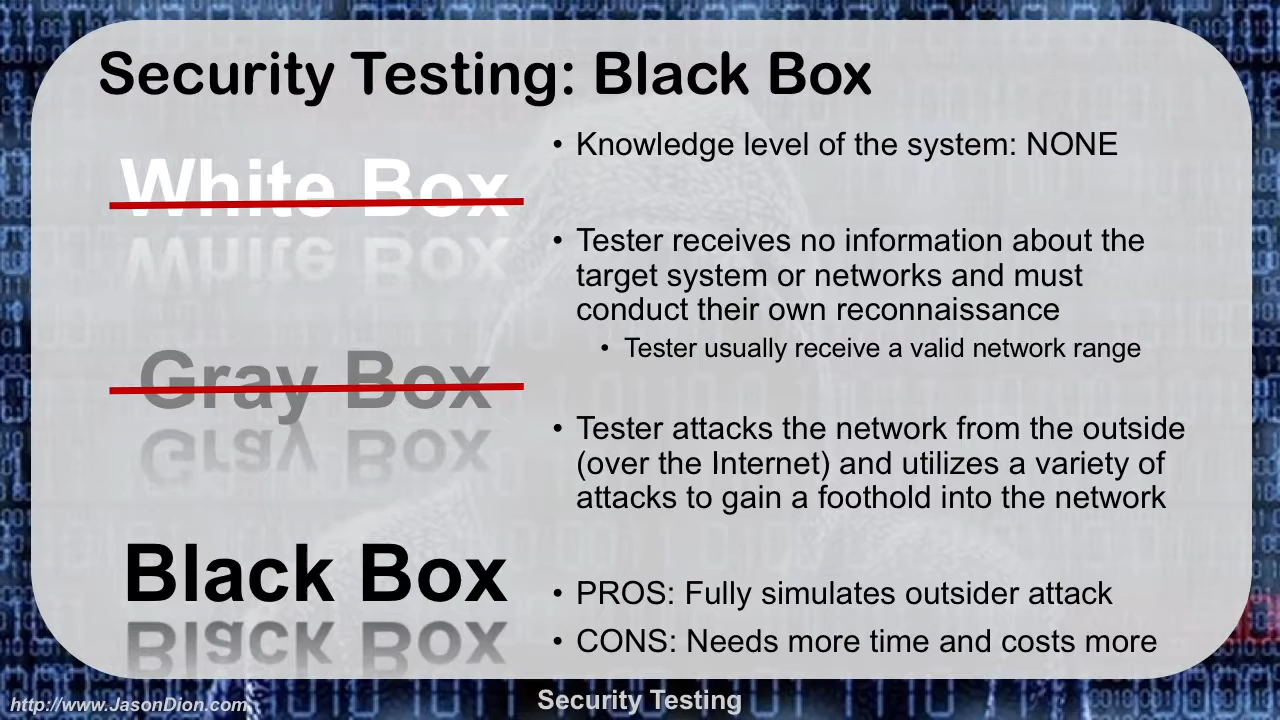 Security Testing: Black Box
White Box
Gray Box
Black Box
• Knowledge level of the system: NONE
• Tester receives no information about the
target system or networks and must
conduct their own reconnaissance
• Tester usually receive a valid network range
• Tester attacks the network from the outside
(over the Internet) and utilizes a variety of
attacks to gain a foothold into the network
• PROS: Fully simulates outsider attack
• CONS: Needs more time and costs more
http://www.JasonDion.com
Security Testing